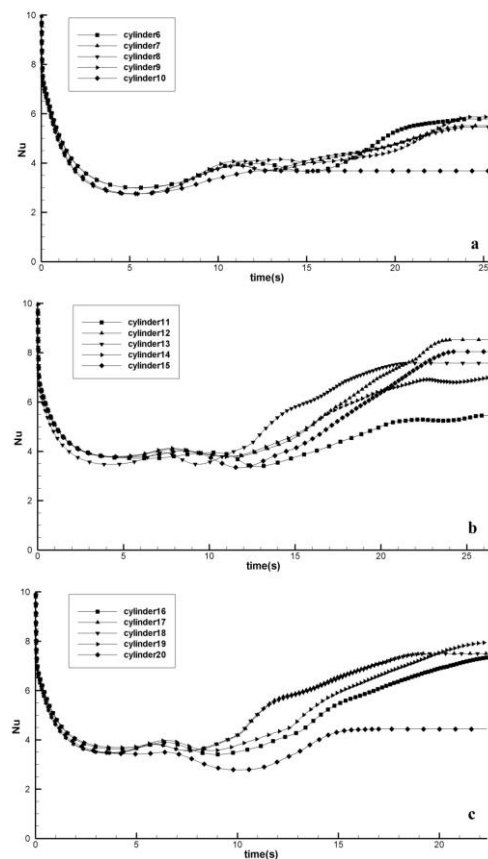 10
8
6
4
2
0
Nu
cylinder6
cylinder7
cylinder8
cylinder9
cylinder10
a
0 5 10 15 20 25
time(s)
10
8
6
4
2
0
Nu
cylinder11
cylinder12
cylinder13
cylinder14
cylinder15
b
0 5 10 15 20 25
time(s)
10
8
6
4
2
0
Nu
cylinder16
cylinder17
cylinder18
cylinder19
cylinder20
c
0 5 10 15 20
time(s)